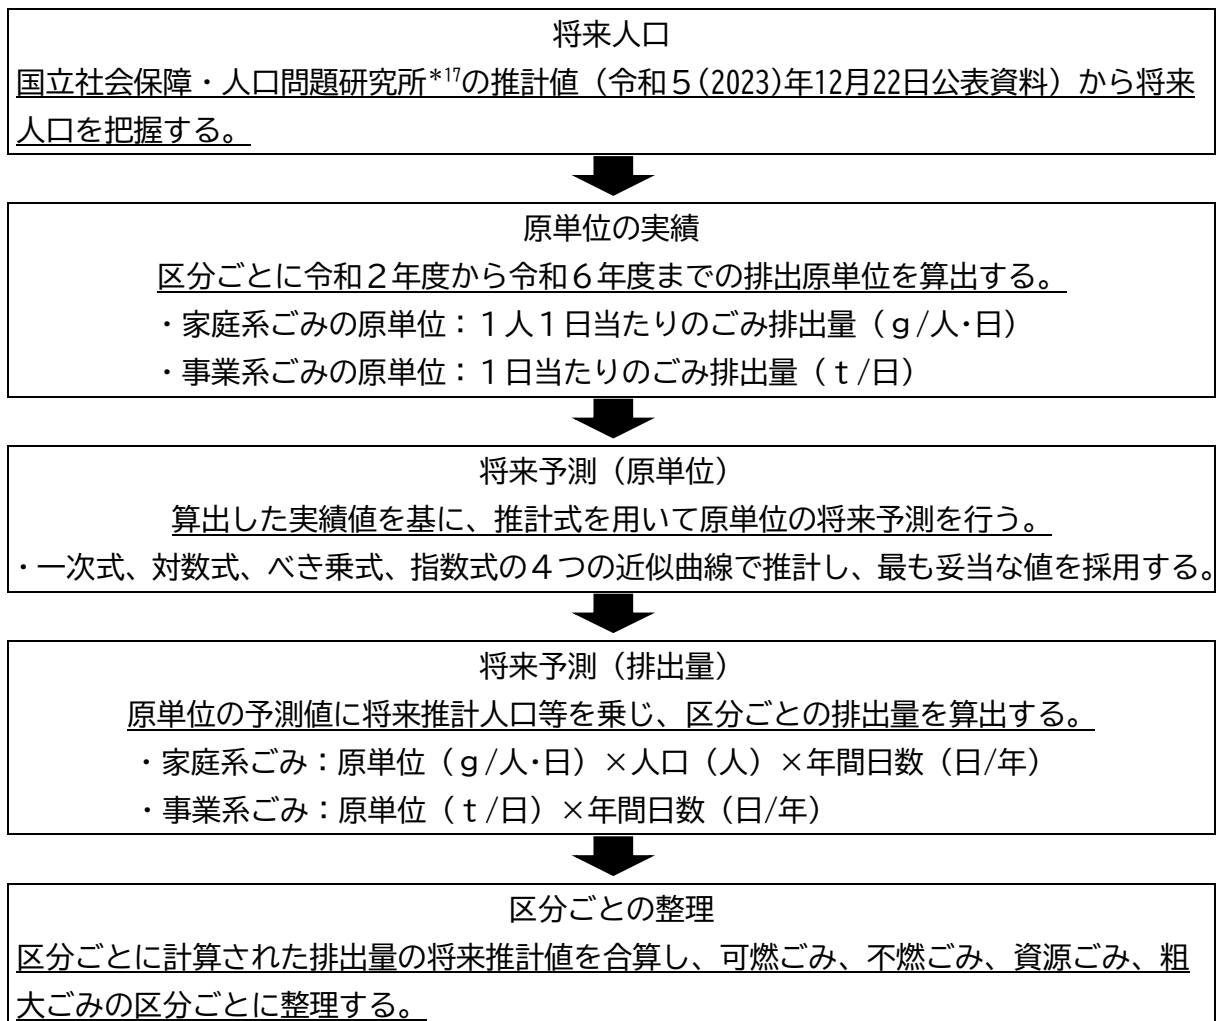 将来人口
国立社会保障・人口問題研究所*17の推計値（令和５(2023)年12月22日公表資料）から将来
人口を把握する。
原単位の実績
区分ごとに令和２年度から令和６年度までの排出原単位を算出する。
・家庭系ごみの原単位：１人１日当たりのごみ排出量（ｇ/人･日）
・事業系ごみの原単位：１日当たりのごみ排出量（ｔ/日）
将来予測（原単位）
算出した実績値を基に、推計式を用いて原単位の将来予測を行う。
・一次式、対数式、べき乗式、指数式の４つの近似曲線で推計し、最も妥当な値を採用する。
将来予測（排出量）
原単位の予測値に将来推計人口等を乗じ、区分ごとの排出量を算出する。
・家庭系ごみ：原単位（ｇ/人･日）×人口（人）×年間日数（日/年）
・事業系ごみ：原単位（ｔ/日）×年間日数（日/年）
区分ごとの整理
区分ごとに計算された排出量の将来推計値を合算し、可燃ごみ、不燃ごみ、資源ごみ、粗
大ごみの区分ごとに整理する。